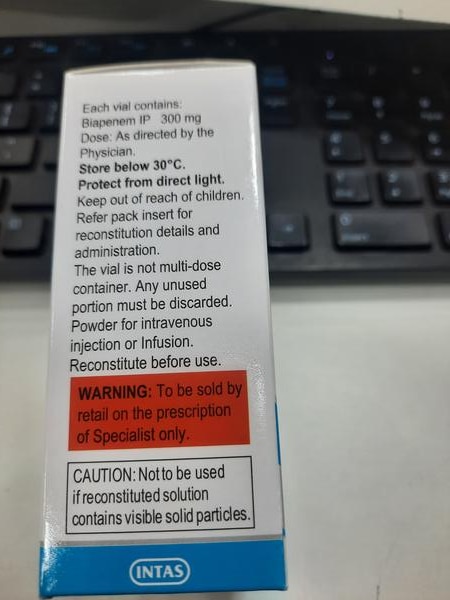 Each vial contains:
Biapenem IP 300 mg
Dose: As directed by the
Physician.
Store below 30°C.
Protect from direct light.
Keep out of reach of children.
Refer pack insert for
reconstitution details and
administration.
The vial is not multi-dose
container. Any unused
portion must be discarded.
Powder for intravenous
injection or Infusion.
Reconstitute before use.
WARNING: To be sold by
retail on the prescription
of Specialist only.
CAUTION: Not to be used
if reconstituted solution
contains visible solid particles.
INTAS